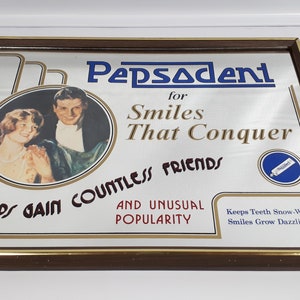 Pepsodent
for
Smiles
That Conquer
GAIN COUNTLESS FRIENDS
AND UNUSUAL
POPULARITY
Keeps Teeth Snow-W
Smiles Grow Dazzli